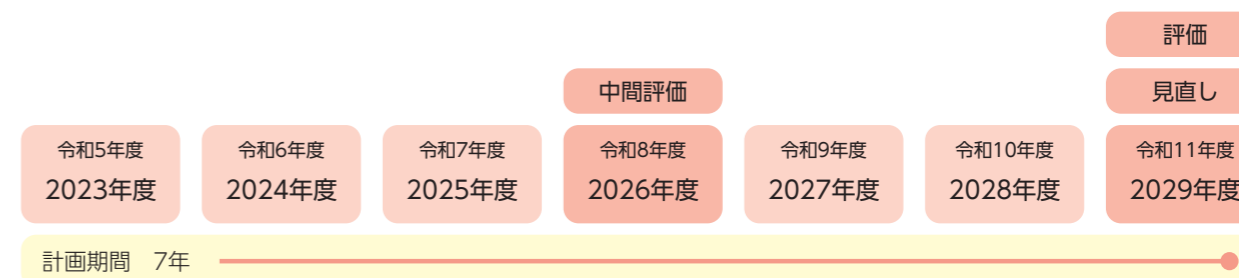 評価
中間評価
見直し
令和5年度 令和6年度 令和7年度 令和8年度 令和9年度 令和10年度 令和11年度
2023年度 2024年度 2025年度 2026年度 2027年度 2028年度 2029年度
計画期間 7年